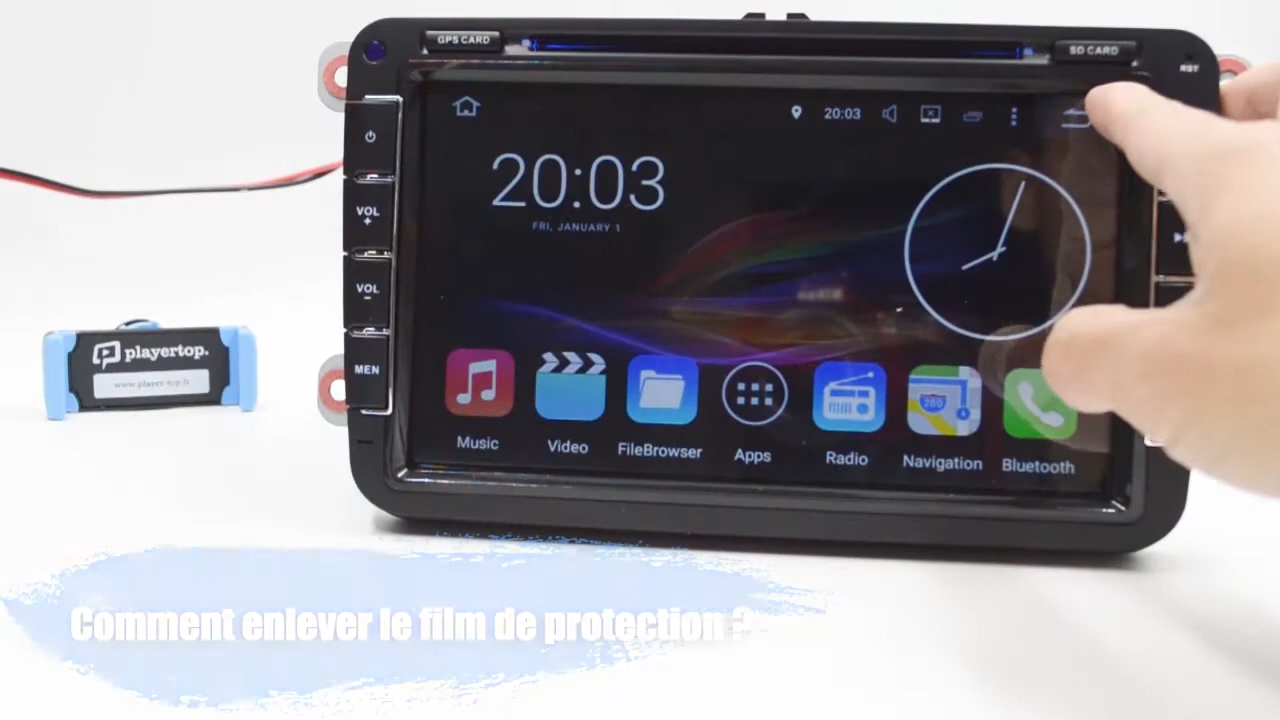 GPS CARD
SD CARD
RST
20:03
VOL
+
VOL
−
MEN
20:03
FRI, JANUARY 1
playertop.
www.player-top.fr
280
Music
Video
FileBrowser
Apps
Radio
Navigation
Bluetooth
Comment enlever le film de protection ?